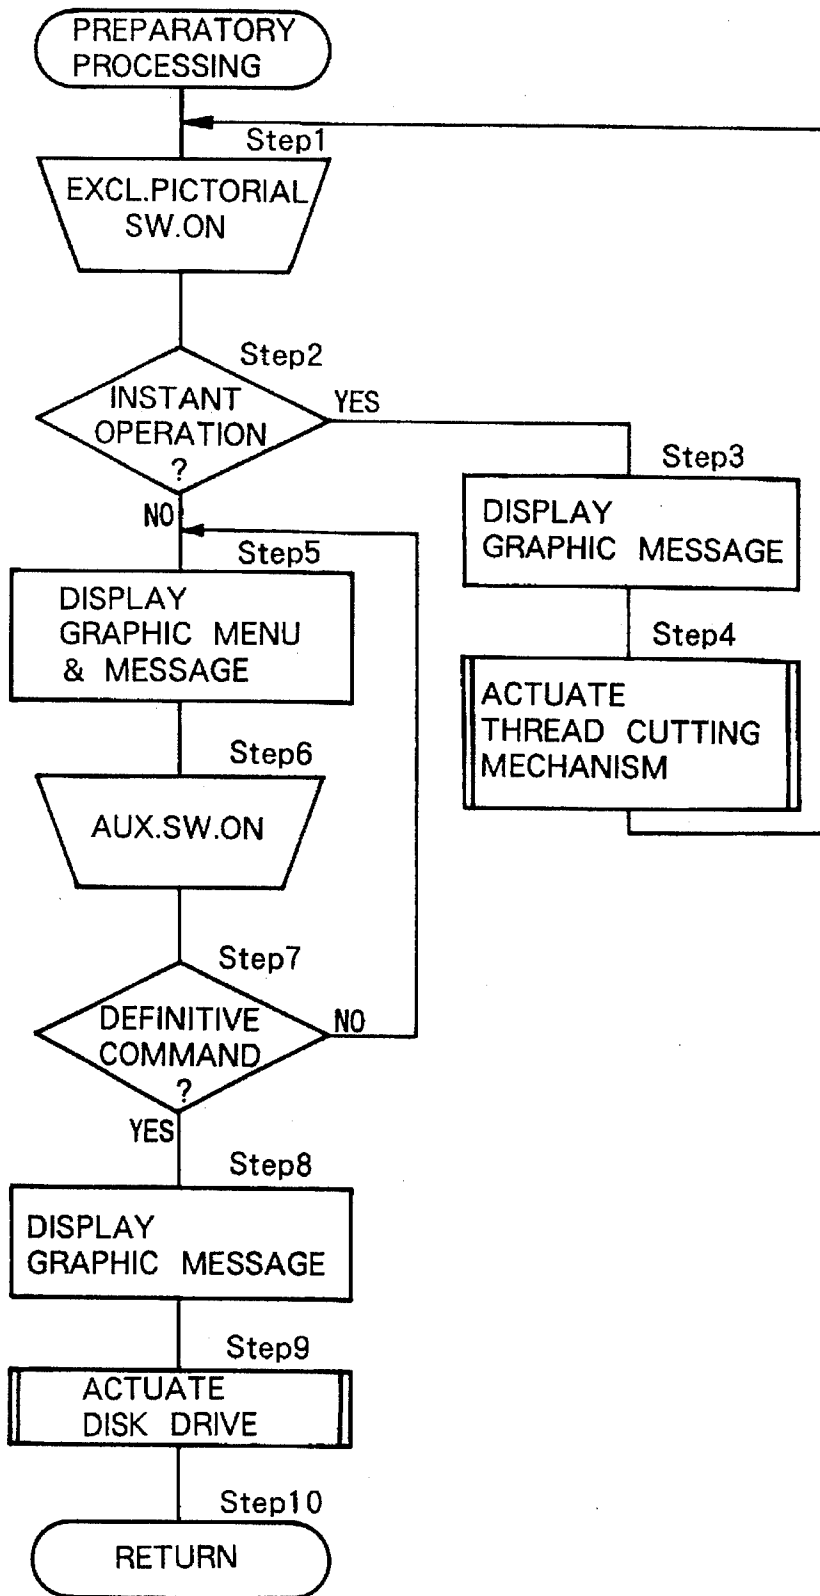 PREPARATORY
PROCESSING
Step1
EXCL.PICTORIAL
SW.ON
Step2
INSTANT
OPERATION
?
YES
NO
Step3
DISPLAY
GRAPHIC MESSAGE
Step4
ACTUATE
THREAD CUTTING
MECHANISM
Step5
DISPLAY
GRAPHIC MENU
& MESSAGE
Step6
AUX.SW.ON
Step7
DEFINITIVE
COMMAND
?
NO
YES
Step8
DISPLAY
GRAPHIC MESSAGE
Step9
ACTUATE
DISK DRIVE
Step10
RETURN